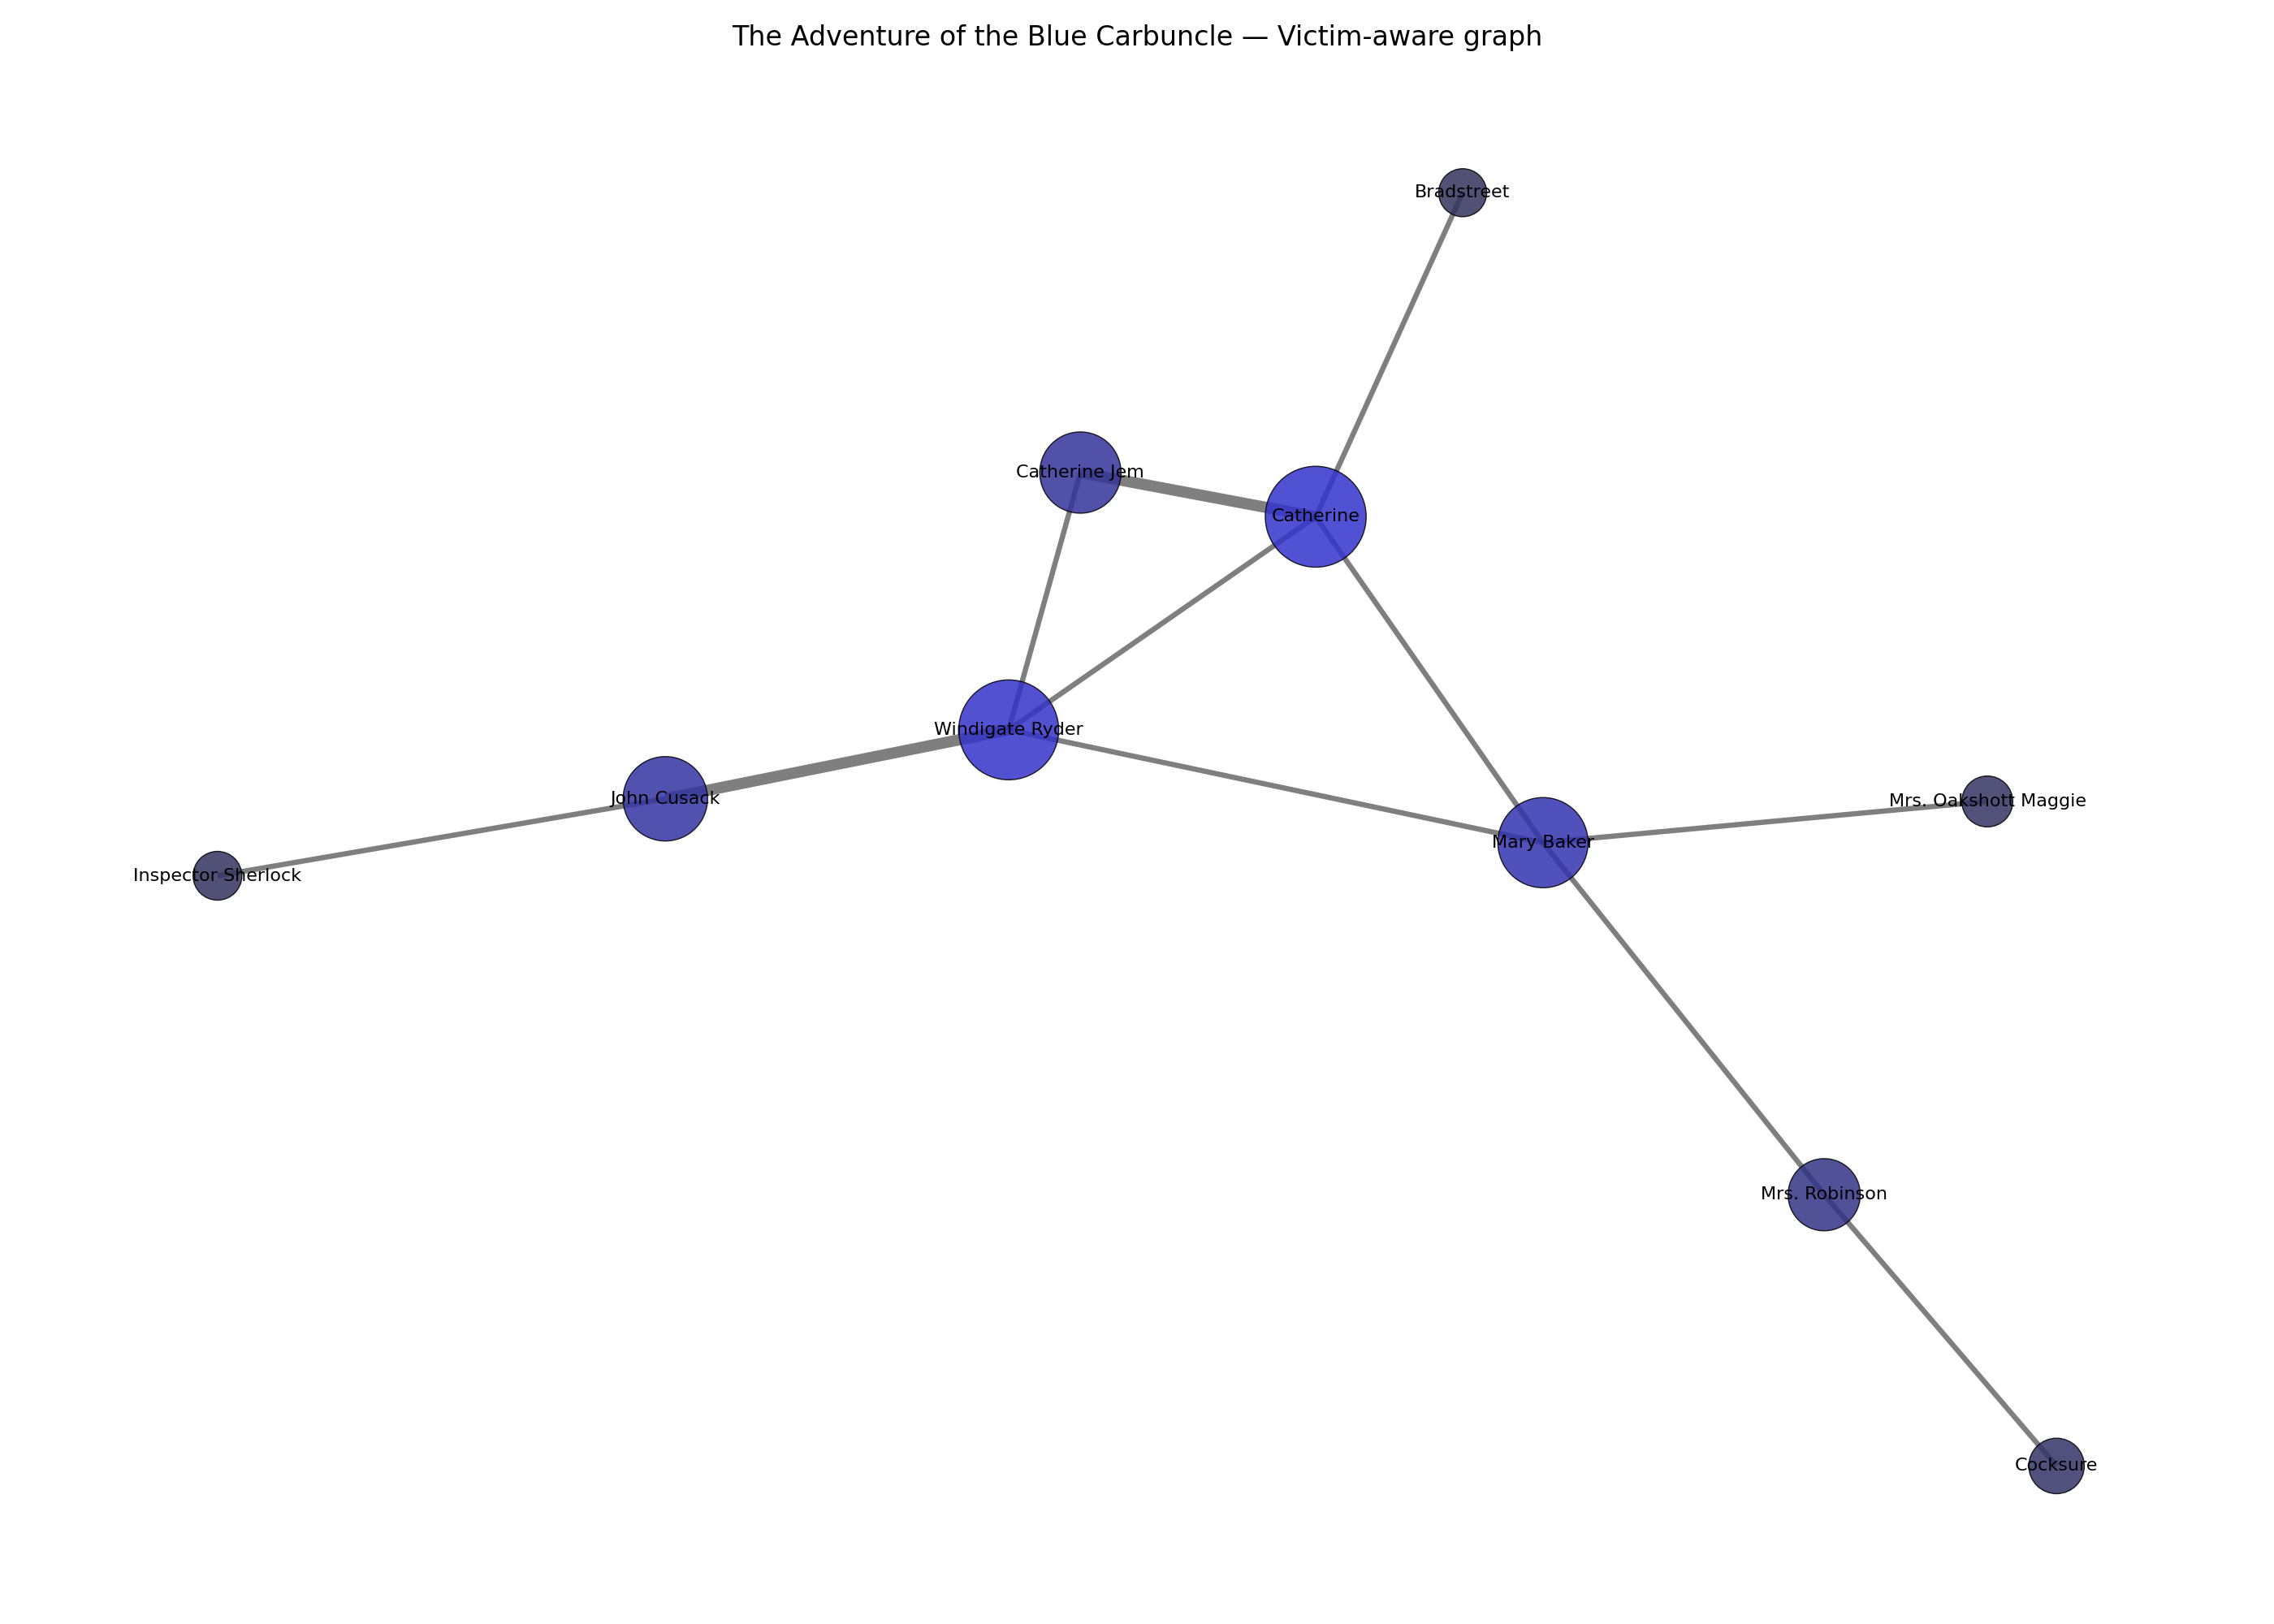 The Adventure of the Blue Carbuncle — Victim-aware graph
Bradstreet
Catherine Jem
Catherine
Windigate Ryder
John Cusack
Mrs. Oakshott Maggie
Mary Baker
Inspector Sherlock
Mrs. Robinson
Cocksure